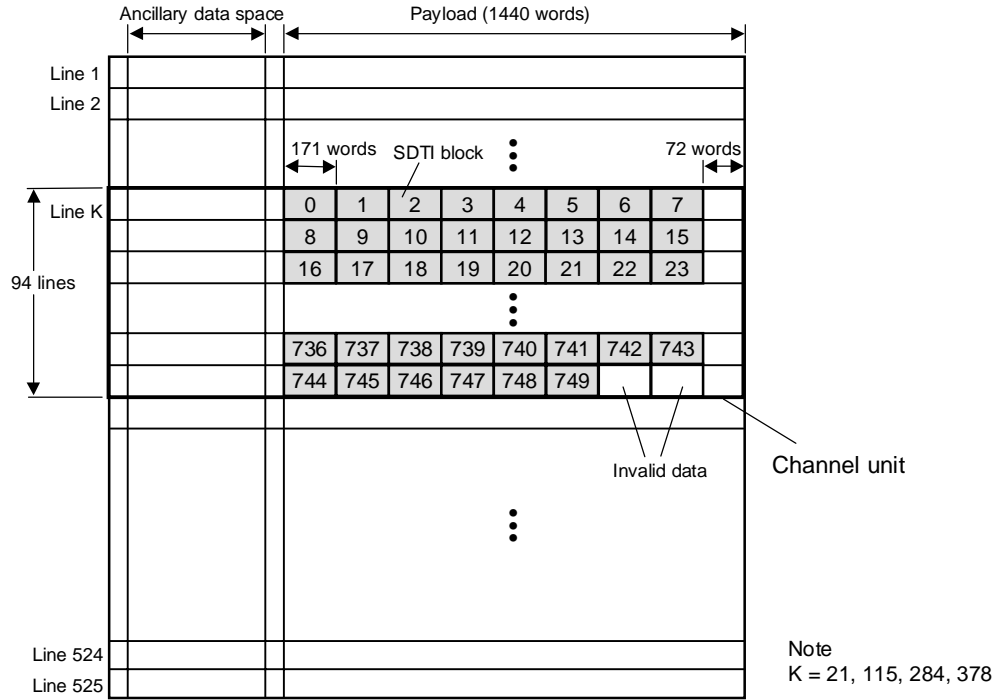 Ancillary data space Payload (1440 words)
Line 1
Line 2
171 words SDTI block 72 words
Line K 0 1 2 3 4 5 6 7
8 9 10 11 12 13 14 15
16 17 18 19 20 21 22 23
94 lines
736 737 738 739 740 741 742 743
744 745 746 747 748 749
Invalid data
Channel unit
Line 524
Line 525
Note
K = 21, 115, 284, 378